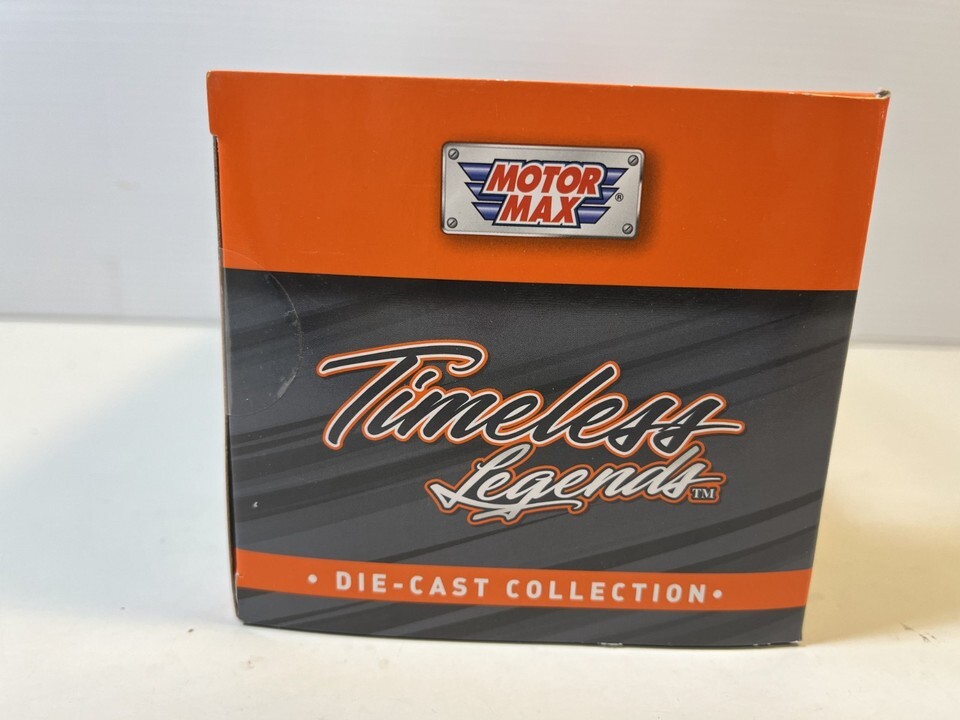 MOTOR
MAX ®
Timeless
Legends TM
• DIE-CAST COLLECTION •